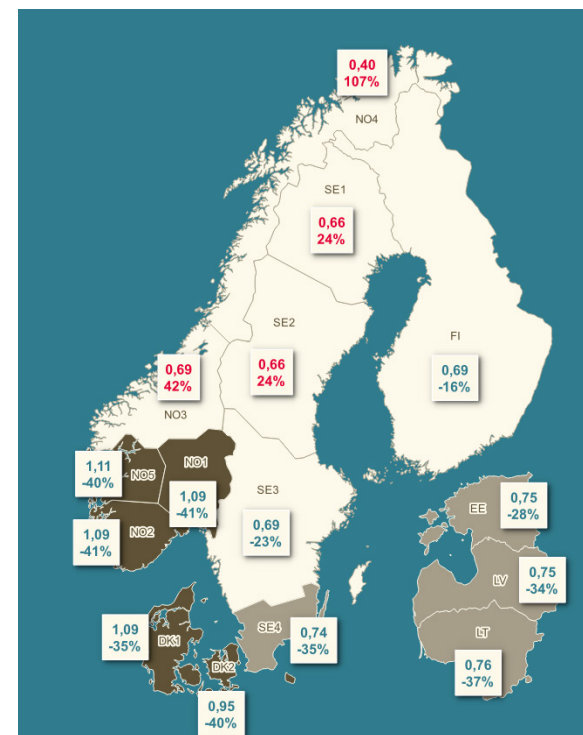 0,40
107%
NO4
SE1
0,66
24%
SE2
FI
0,69
42%
0,66
24%
0,69
-16%
NO3
1,11
-40%
NO5
NO1
1,09
-41%
SE3
0,75
-28%
EE
1,09
-41%
NO2
0,69
-23%
LV
0,75
-34%
1,09
-35%
DK1
SE4
0,74
-35%
LT
DK2
0,76
-37%
0,95
-40%